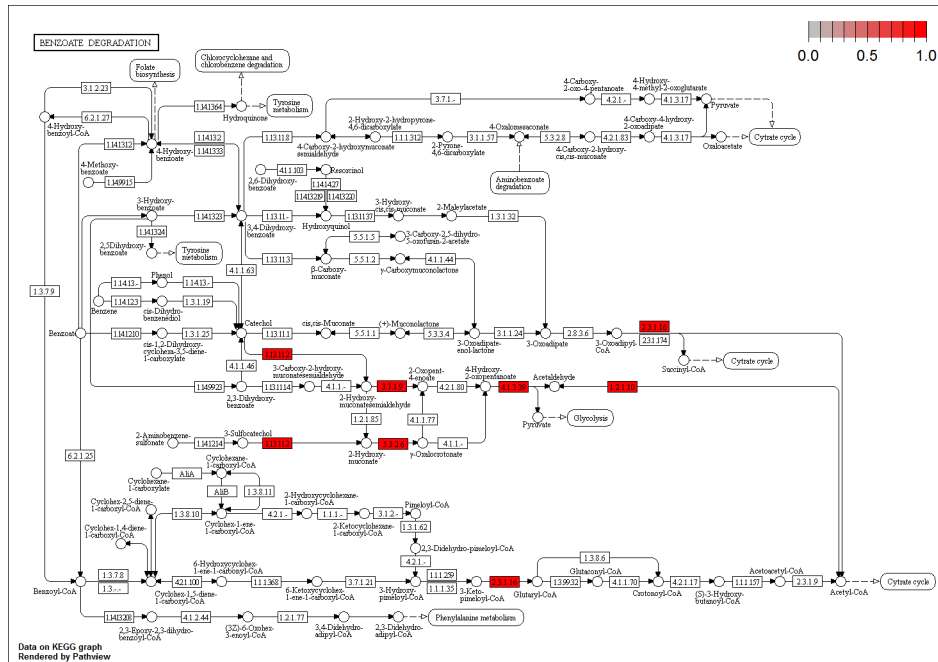 BENZOATE DEGRADATION
0.0 0.5 1.0
Folate
biosynthesis
Chlorocyclohexane and
chlorobenzene degradation
3.1.2.23
6.2.1.27
4-Hydroxy-
benzoyl-CoA
1.14.13.64
Hydroquinone
Tyrosine
metabolism
1.14.13.12
4-Hydroxy-
benzoate
1.14.13.2
1.14.13.33
4-Methoxy-
benzoate
1.14.99.15
1.13.11.8
4-Carboxy-2-hydroxymuconate
semialdehyde
2-Hydroxy-2-hydropyrone-
4,6-dicarboxylate
1.1.1.312
2-Pyrone-
4,6-dicarboxylate
3.1.1.57
4-Oxalomesaconate
3.7.1.-
4-Carboxy-
2-oxo-4-pentanoate
4.2.1.-
4-Hydroxy-
4-methyl-2-oxoglutarate
4.1.3.17
Pyruvate
5.3.2.8
4-Carboxy-2-hydroxy-
cis,cis-muconate
4.2.1.83
4-Carboxy-4-hydroxy-
2-oxoadipate
4.1.3.17
Oxaloacetate
Cytrate cycle
Aminobenzoate
degradation
2,6-Dihydroxy-
benzoate
4.1.1.103
Resorcinol
1.14.14.27
1.14.13.219
1.14.13.220
3-Hydroxy-
benzoate
1.14.13.23
1.14.13.24
2,5Dihydroxy-
benzoate
Tyrosine
metabolism
3,4-Dihydroxy-
benzoate
1.13.11.-
Hydroxyquinol
1.13.11.37
3-Hydroxy-
cis,cis-muconate
2-Maleylacetate
1.3.1.32
1.13.11.3
β-Carboxy-
muconate
5.5.1.5
3-Carboxy-2,5-dihydro-
5-oxofuran-2-acetate
5.5.1.2
γ-Carboxymuconolactone
4.1.1.44
4.1.1.63
1.3.7.9
Phenol
1.14.13.-
1.14.13.-
Benzene
1.14.12.3
cis-Dihydro-
benzenediol
1.3.1.19
Benzoate
1.14.12.10
cis-1,2-Dihydroxy-
cyclohexa-3,5-diene-
1-carboxylate
1.3.1.25
Catechol
1.13.11.1
cis,cis-Muconate
5.5.1.1
(+)-Muconolactone
5.3.3.4
3-Oxoadipate-
enol-lactone
3.1.1.24
3-Oxoadipate
2.8.3.6
3-Oxoadipyl-
CoA
2.3.1.16
2.3.1.174
Succinyl-CoA
Cytrate cycle
4.1.1.46
1.13.11.2
1.14.99.23
2,3-Dihydroxy-
benzoate
1.13.11.14
3-Carboxy-2-hydroxy-
muconatesemialdehyde
4.1.1.-
2-Hydroxy-
muconatesemialdehyde
3.7.1.9
2-Oxopent-
4-enoate
4.2.1.80
4-Hydroxy-
2-oxopentanoate
4.1.3.39
Acetaldehyde
1.2.1.10
Pyruvate
Glycolysis
1.2.1.85
4.1.1.77
2-Aminobenzene-
sulfonate
1.14.12.14
3-Sulfocatechol
1.13.11.2
2-Hydroxy-
muconate
5.3.2.6
γ-Oxalocrotonate
4.1.1.-
6.2.1.25
Cyclohexane-
1-carboxylate
AliA
Cyclohexane-
1-carboxyl-CoA
AliB
1.3.8.11
Cyclohex-2,5-diene-
1-carboxyl-CoA
1.3.8.10
Cyclohex-1-ene-
1-carboxyl-CoA
4.2.1.-
2-Hydroxycyclohexane-
1-carboxyl-CoA
1.1.1.-
2-Ketocyclohexane-
1-carboxyl-CoA
3.1.2.-
Pimeloyl-CoA
1.3.1.62
2,3-Didehydro-pimeloyl-CoA
4.2.1.-
Cyclohex-1,4-diene-
1-carboxyl-CoA
Benzoyl-CoA
1.3.7.8
1.3.-.-
Cyclohex-1,5-diene-
1-carboxyl-CoA
4.2.1.100
6-Hydroxycyclohex-
1-ene-1-carbonyl-CoA
1.1.1.368
6-Ketoxycyclohex-
1-ene-1-carboxyl-CoA
3.7.1.21
3-Hydroxy-
pimeloyl-CoA
1.1.1.259
1.1.1.35
3-Keto-
pimeloyl-CoA
2.3.1.16
Glutaryl-CoA
1.3.8.6
1.3.99.32
Glutaconyl-CoA
4.1.1.70
Crotonoyl-CoA
4.2.1.17
(S)-3-Hydroxy-
butanoyl-CoA
1.1.1.157
Acetoacetyl-CoA
2.3.1.9
Acetyl-CoA
Cytrate cycle
1.14.13.208
2,3-Epoxy-2,3-dihydro-
benzoyl-CoA
4.1.2.44
(3Z)-6-Oxohex-
3-enoyl-CoA
1.2.1.77
3,4-Didehydro-
adipyl-CoA
2,3-Didehydro-
adipyl-CoA
Phenylalanine metabolism
Data on KEGG graph
Rendered by Pathview